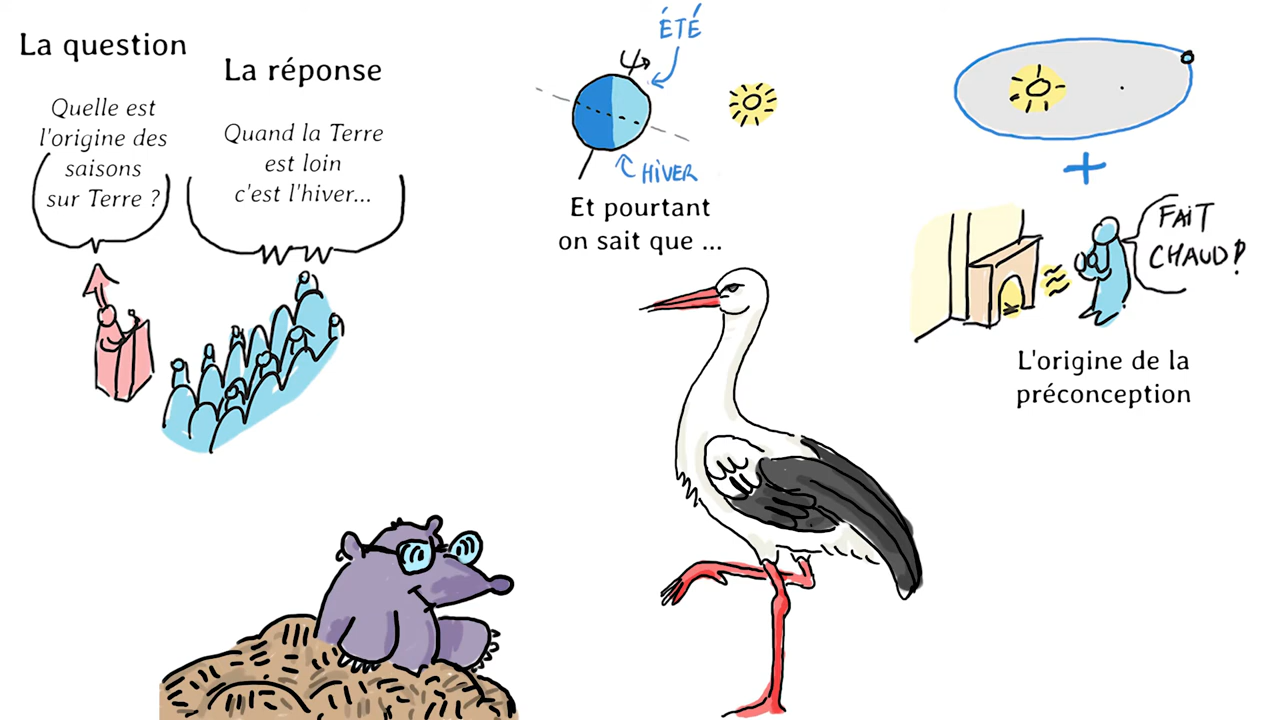 La question
Quelle est
l'origine des
saisons
sur Terre ?
La réponse
Quand la Terre
est loin
c'est l'hiver...
ÉTÉ
HIVER
Et pourtant
on sait que ...
FAIT
CHAUD!
L'origine de la
préconception